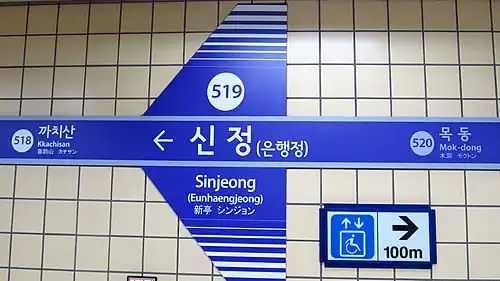 519
518
까치산
Kkachisan
喜鵲山 カチサン
← 신정(은행정)
Sinjeong
(Eunhaengjeong)
新亭 シンジョン
520
목동
Mok-dong
木洞 モクトン
100m